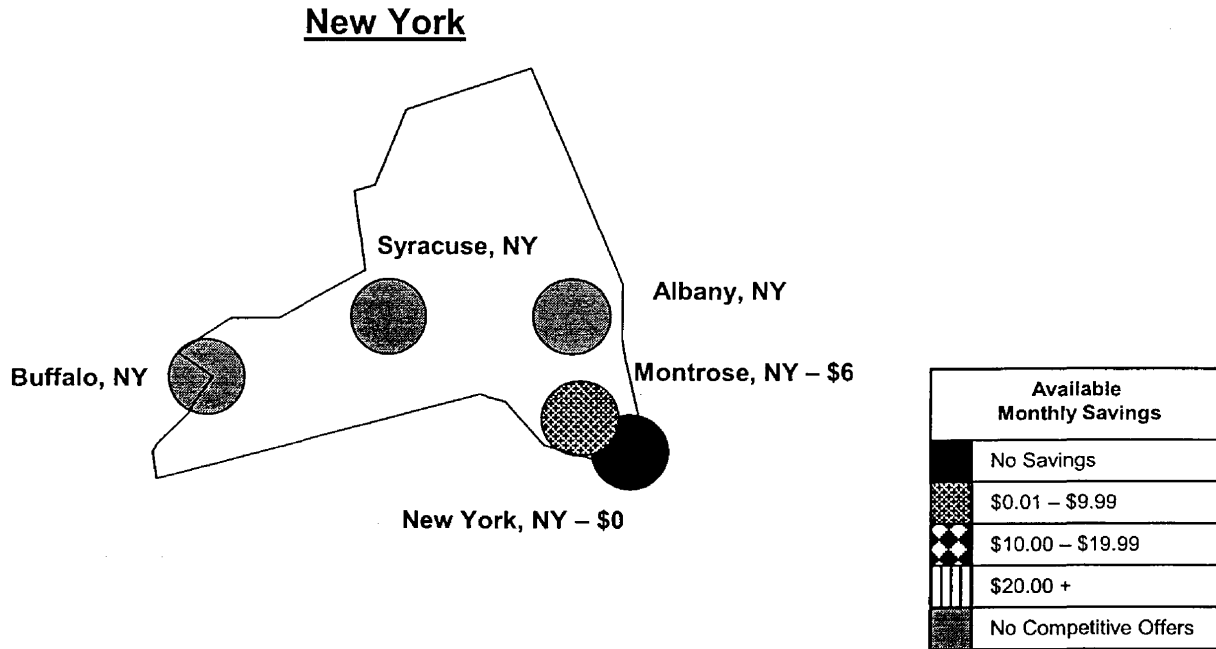 New York
Syracuse, NY
Albany, NY
Buffalo, NY
Montrose, NY – $6
New York, NY – $0
Available
Monthly Savings
No Savings
$0.01 – $9.99
$10.00 – $19.99
$20.00 +
No Competitive Offers